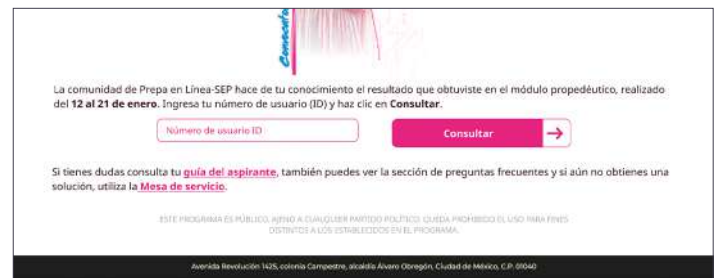 Convocato
La comunidad de Prepa en Línea-SEP hace de tu conocimiento el resultado que obtuviste en el módulo propedéutico, realizado
del 12 al 21 de enero. Ingresa tu número de usuario (ID) y haz clic en Consultar.
Número de usuario ID
Consultar
Si tienes dudas consulta tu guía del aspirante, también puedes ver la sección de preguntas frecuentes y si aún no obtienes una
solución, utiliza la Mesa de servicio.
ESTE PROGRAMA ES PÚBLICO, AJENO A CUALQUIER PARTIDO POLÍTICO. QUEDA PROHIBIDO EL USO PARA FINES
DISTINTOS A LOS ESTABLECIDOS EN EL PROGRAMA.
Avenida Revolución 1425, colonia Campestre, alcaldía Álvaro Obregón, Ciudad de México, C.P. 01040